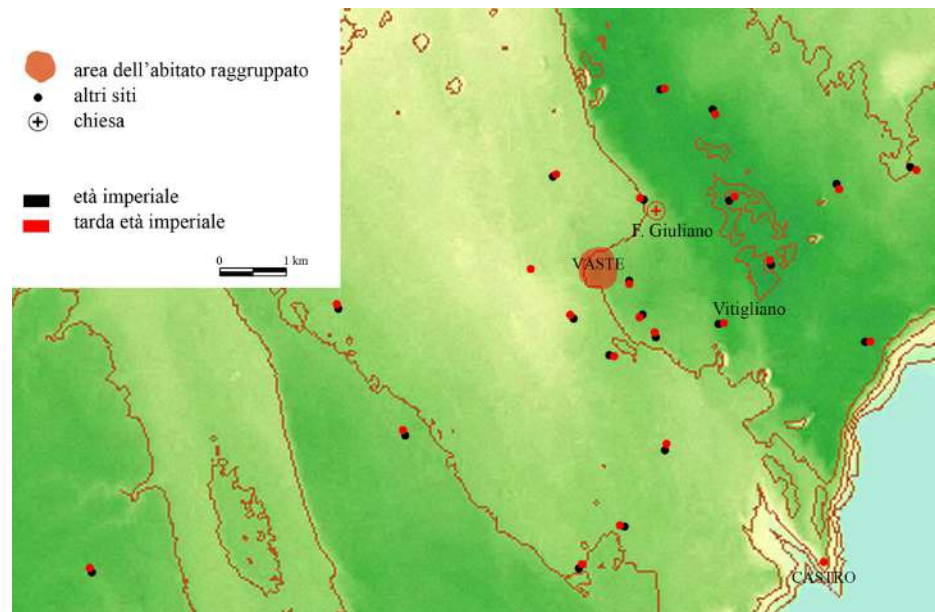 area dell'abitato raggruppato
altri siti
chiesa
età imperiale
tarda età imperiale
0 1 km
F. Giuliano
VASTE
Vitigliano
CASTRO